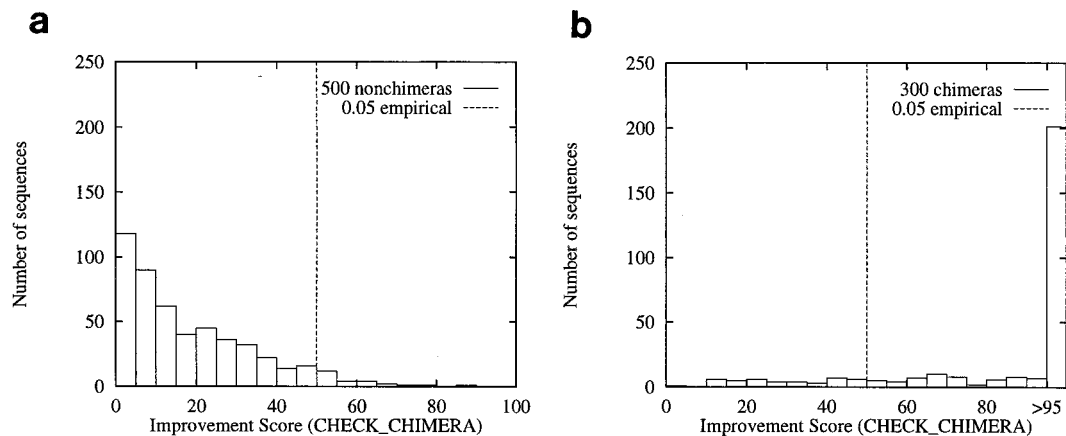 a
250
200
150
100
50
0
Number of sequences
500 nonchimeras
0.05 empirical
0 20 40 60 80 100
Improvement Score (CHECK_CHIMERA)
b
250
200
150
100
50
0
Number of sequences
300 chimeras
0.05 empirical
0 20 40 60 80 >95
Improvement Score (CHECK_CHIMERA)